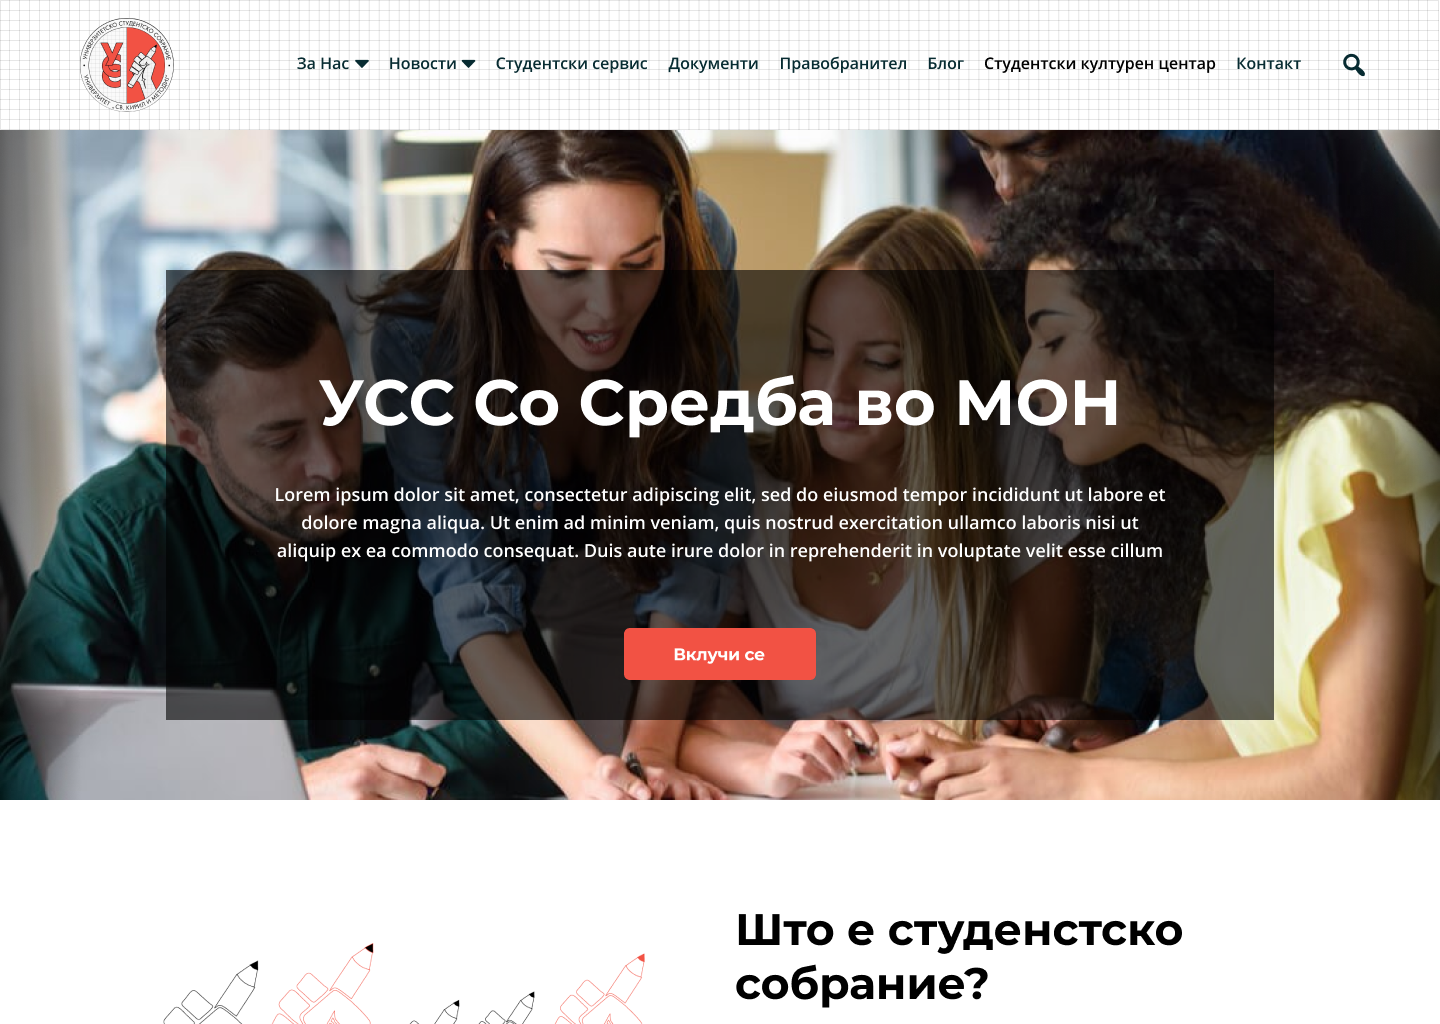 УНИВЕРЗИТЕТСКО СТУДЕНТСКО СОБРАНИЕ
УСС
УНИВЕРЗИТЕТ „СВ. КИРИЛ И МЕТОДИЈ"
За Нас
Новости
Студентски сервис
Документи
Правобранител
Блог
Студентски културен центар
Контакт
УСС Со Средба во МОН
Lorem ipsum dolor sit amet, consectetur adipiscing elit, sed do eiusmod tempor incididunt ut labore et
dolore magna aliqua. Ut enim ad minim veniam, quis nostrud exercitation ullamco laboris nisi ut
aliquip ex ea commodo consequat. Duis aute irure dolor in reprehenderit in voluptate velit esse cillum
Вклучи се
Што е студенстско
собрание?